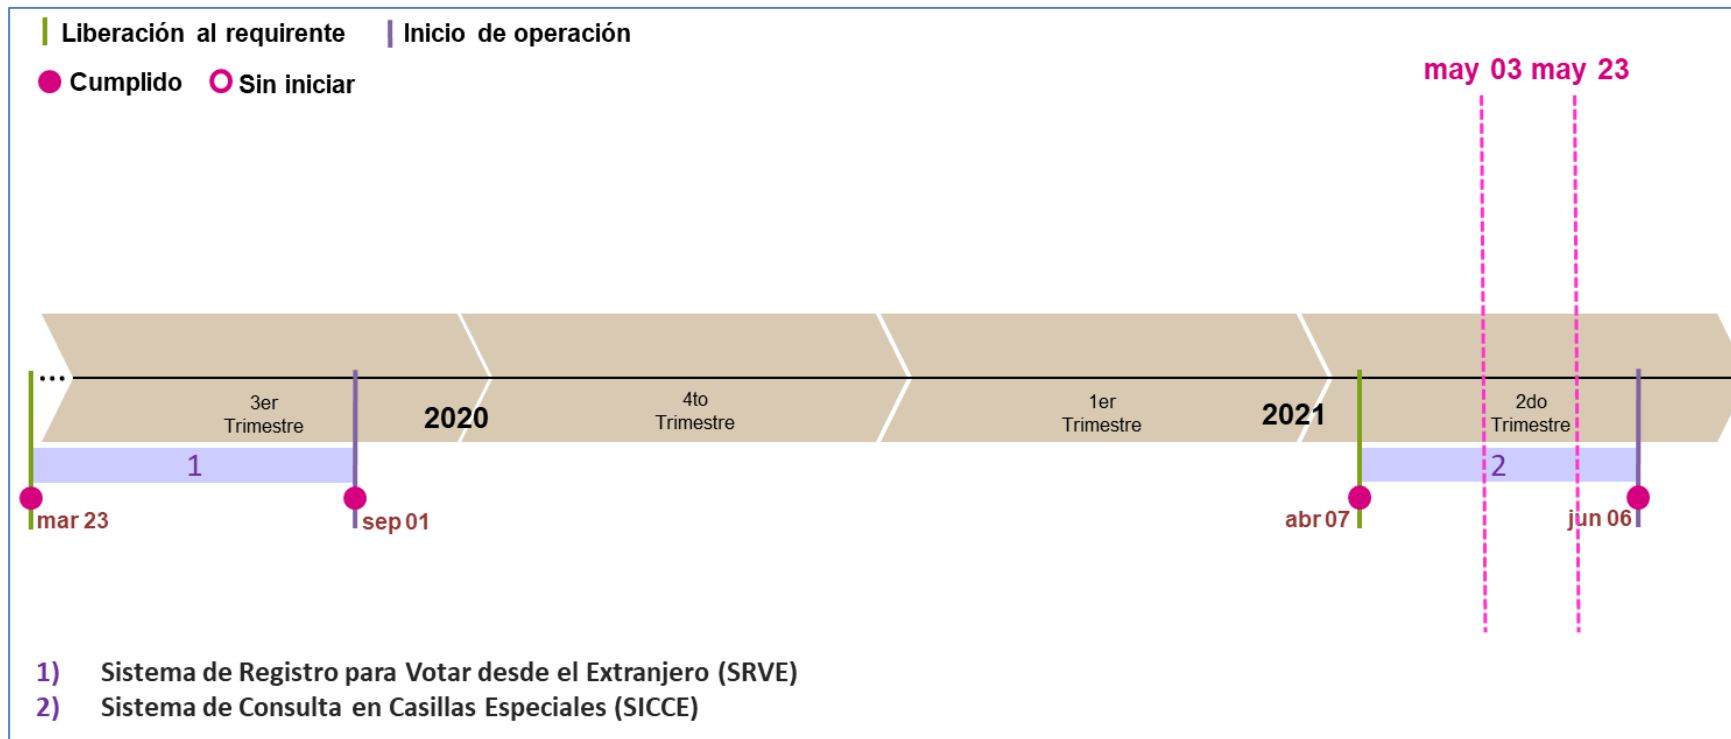 Liberación al requirente
Inicio de operación
Cumplido
Sin iniciar
may 03
may 23
...
3er
Trimestre
2020
4to
Trimestre
1er
Trimestre
2021
2do
Trimestre
1
2
mar 23
sep 01
abr 07
jun 06
1) Sistema de Registro para Votar desde el Extranjero (SRVE)
2) Sistema de Consulta en Casillas Especiales (SICCE)